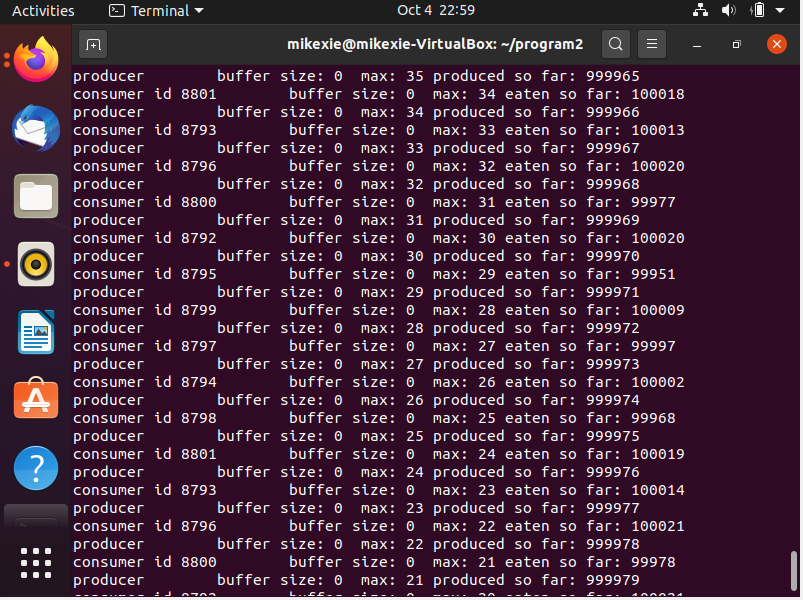 Activities Terminal Oct 4 22:59
mikexie@mikexie-VirtualBox: ~/program2
producer buffer size: 0 max: 35 produced so far: 999965
consumer id 8801 buffer size: 0 max: 34 eaten so far: 100018
producer buffer size: 0 max: 34 produced so far: 999966
consumer id 8793 buffer size: 0 max: 33 eaten so far: 100013
producer buffer size: 0 max: 33 produced so far: 999967
consumer id 8796 buffer size: 0 max: 32 eaten so far: 100020
producer buffer size: 0 max: 32 produced so far: 999968
consumer id 8800 buffer size: 0 max: 31 eaten so far: 99977
producer buffer size: 0 max: 31 produced so far: 999969
consumer id 8792 buffer size: 0 max: 30 eaten so far: 100020
producer buffer size: 0 max: 30 produced so far: 999970
consumer id 8795 buffer size: 0 max: 29 eaten so far: 99951
producer buffer size: 0 max: 29 produced so far: 999971
consumer id 8799 buffer size: 0 max: 28 eaten so far: 100009
producer buffer size: 0 max: 28 produced so far: 999972
consumer id 8797 buffer size: 0 max: 27 eaten so far: 99997
producer buffer size: 0 max: 27 produced so far: 999973
consumer id 8794 buffer size: 0 max: 26 eaten so far: 100002
producer buffer size: 0 max: 26 produced so far: 999974
consumer id 8798 buffer size: 0 max: 25 eaten so far: 99968
producer buffer size: 0 max: 25 produced so far: 999975
consumer id 8801 buffer size: 0 max: 24 eaten so far: 100019
producer buffer size: 0 max: 24 produced so far: 999976
consumer id 8793 buffer size: 0 max: 23 eaten so far: 100014
producer buffer size: 0 max: 23 produced so far: 999977
consumer id 8796 buffer size: 0 max: 22 eaten so far: 100021
producer buffer size: 0 max: 22 produced so far: 999978
consumer id 8800 buffer size: 0 max: 21 eaten so far: 99978
producer buffer size: 0 max: 21 produced so far: 999979